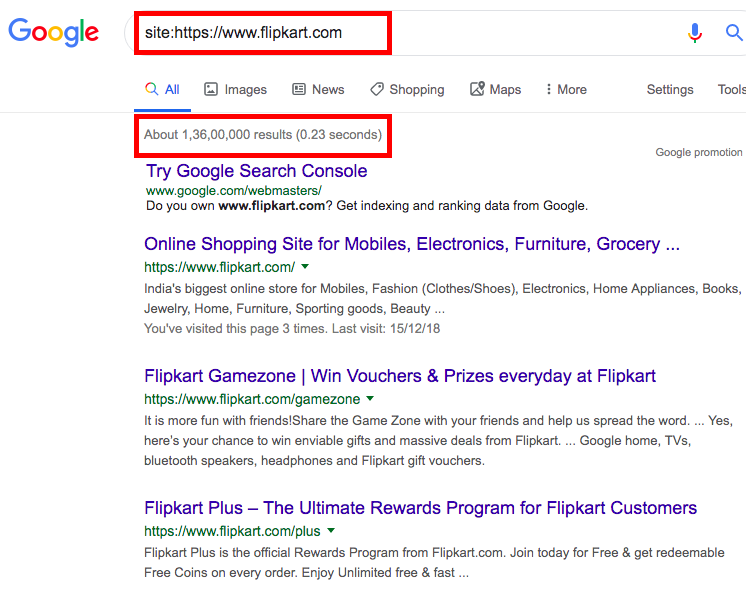 Google
site:https://www.flipkart.com
All Images News Shopping Maps More Settings Tools
About 1,36,00,000 results (0.23 seconds)
Google promotion
Try Google Search Console
www.google.com/webmasters/
Do you own www.flipkart.com? Get indexing and ranking data from Google.
Online Shopping Site for Mobiles, Electronics, Furniture, Grocery ...
https://www.flipkart.com/
India's biggest online store for Mobiles, Fashion (Clothes/Shoes), Electronics, Home Appliances, Books,
Jewelry, Home, Furniture, Sporting goods, Beauty ...
You've visited this page 3 times. Last visit: 15/12/18
Flipkart Gamezone | Win Vouchers & Prizes everyday at Flipkart
https://www.flipkart.com/gamezone
It is more fun with friends!Share the Game Zone with your friends and help us spread the word. ... Yes,
here's your chance to win enviable gifts and massive deals from Flipkart. ... Google home, TVs,
bluetooth speakers, headphones and Flipkart gift vouchers.
Flipkart Plus – The Ultimate Rewards Program for Flipkart Customers
https://www.flipkart.com/plus
Flipkart Plus is the official Rewards Program from Flipkart.com. Join today for Free & get redeemable
Free Coins on every order. Enjoy Unlimited free & fast ...